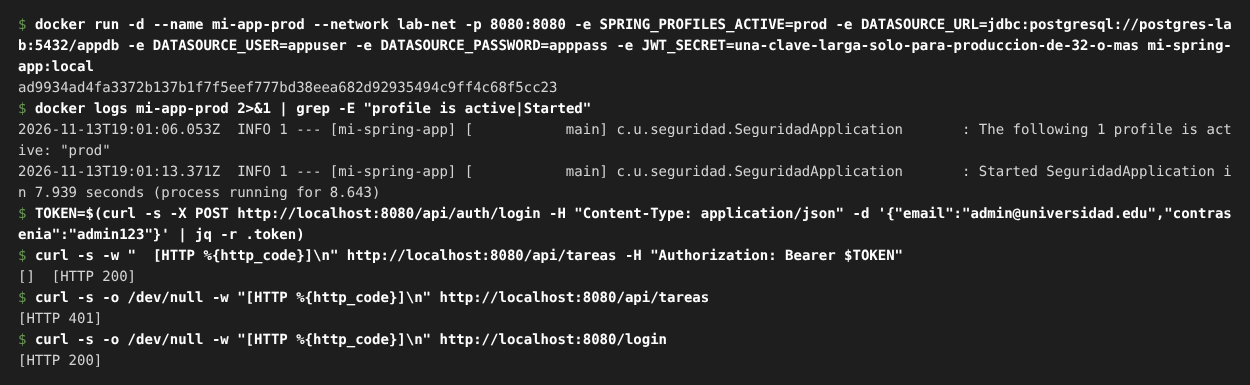 $ docker run -d --name mi-app-prod --network lab-net -p 8080:8080 -e SPRING_PROFILES_ACTIVE=prod -e DATASOURCE_URL=jdbc:postgresql://postgres-la
b:5432/appdb -e DATASOURCE_USER=appuser -e DATASOURCE_PASSWORD=apppass -e JWT_SECRET=una-clave-larga-solo-para-produccion-de-32-o-mas mi-spring-
app:local
ad9934ad4fa3372b137b1f7f5eef777bd38eea682d92935494c9ff4c68f5cc23
$ docker logs mi-app-prod 2>&1 | grep -E "profile is active|Started"
2026-11-13T19:01:06.053Z  INFO 1 --- [mi-spring-app] [           main] c.u.seguridad.SeguridadApplication       : The following 1 profile is act
ive: "prod"
2026-11-13T19:01:13.371Z  INFO 1 --- [mi-spring-app] [           main] c.u.seguridad.SeguridadApplication       : Started SeguridadApplication i
n 7.939 seconds (process running for 8.643)
$ TOKEN=$(curl -s -X POST http://localhost:8080/api/auth/login -H "Content-Type: application/json" -d '{"email":"admin@universidad.edu","contras
enia":"admin123"}' | jq -r .token)
$ curl -s -w "  [HTTP %{http_code}]\n" http://localhost:8080/api/tareas -H "Authorization: Bearer $TOKEN"
[]  [HTTP 200]
$ curl -s -o /dev/null -w "[HTTP %{http_code}]\n" http://localhost:8080/api/tareas
[HTTP 401]
$ curl -s -o /dev/null -w "[HTTP %{http_code}]\n" http://localhost:8080/login
[HTTP 200]